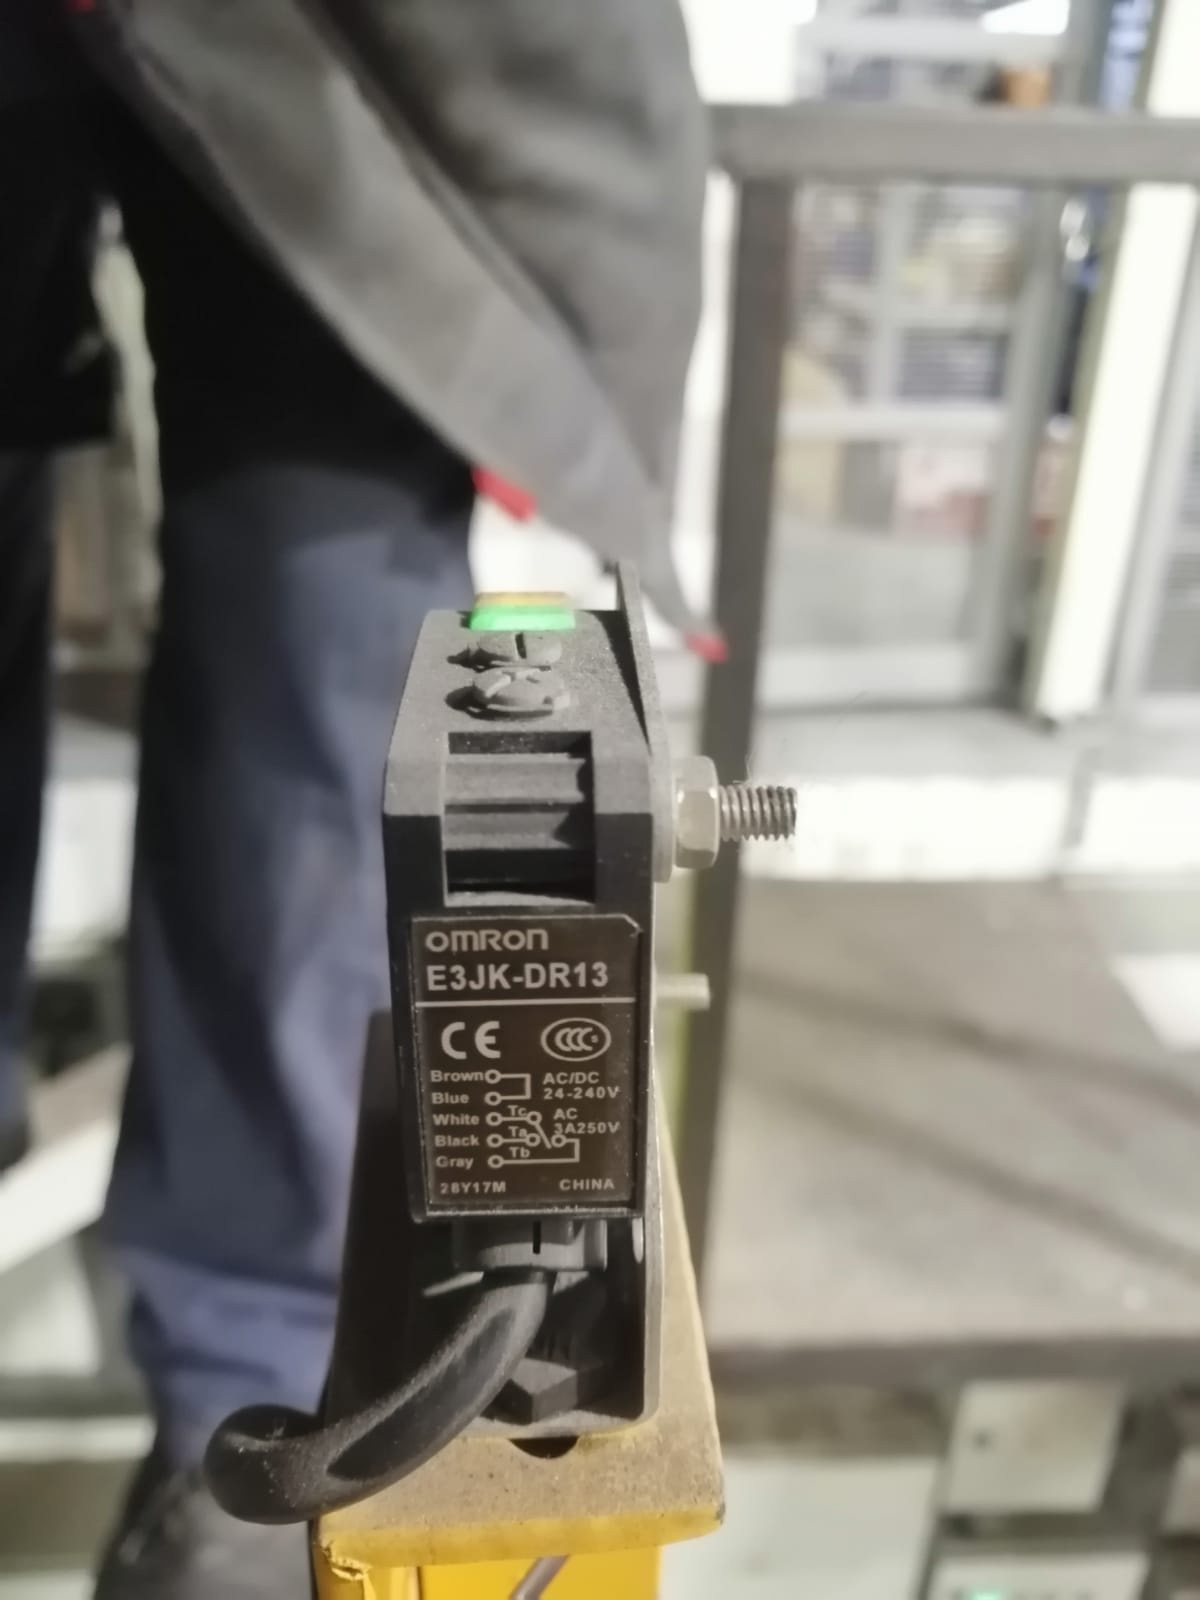 OMRON
E3JK-DR13
CE CCC
Brown AC/DC
Blue 24-240V
White Tc AC
Black Ta 3A250V
Gray Tb
28Y17M CHINA